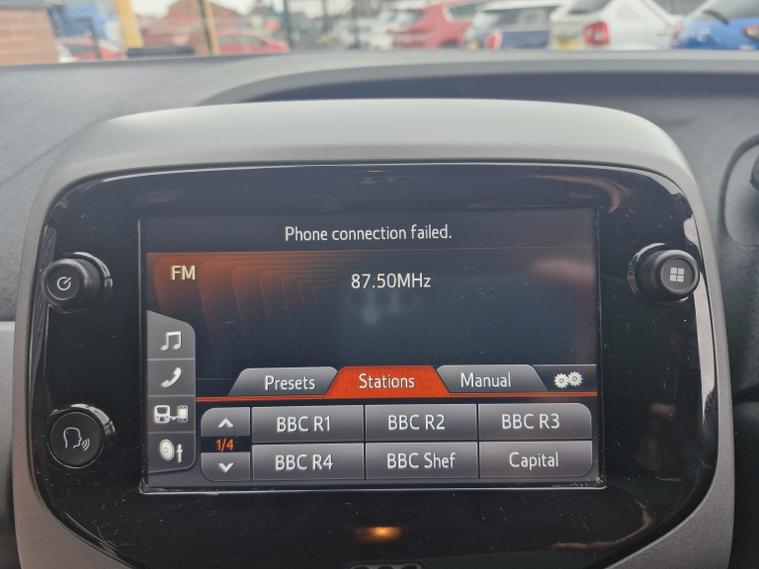 Phone connection failed.
FM
87.50MHz
Presets Stations Manual
BBC R1 BBC R2 BBC R3
1/4
BBC R4 BBC Shef Capital